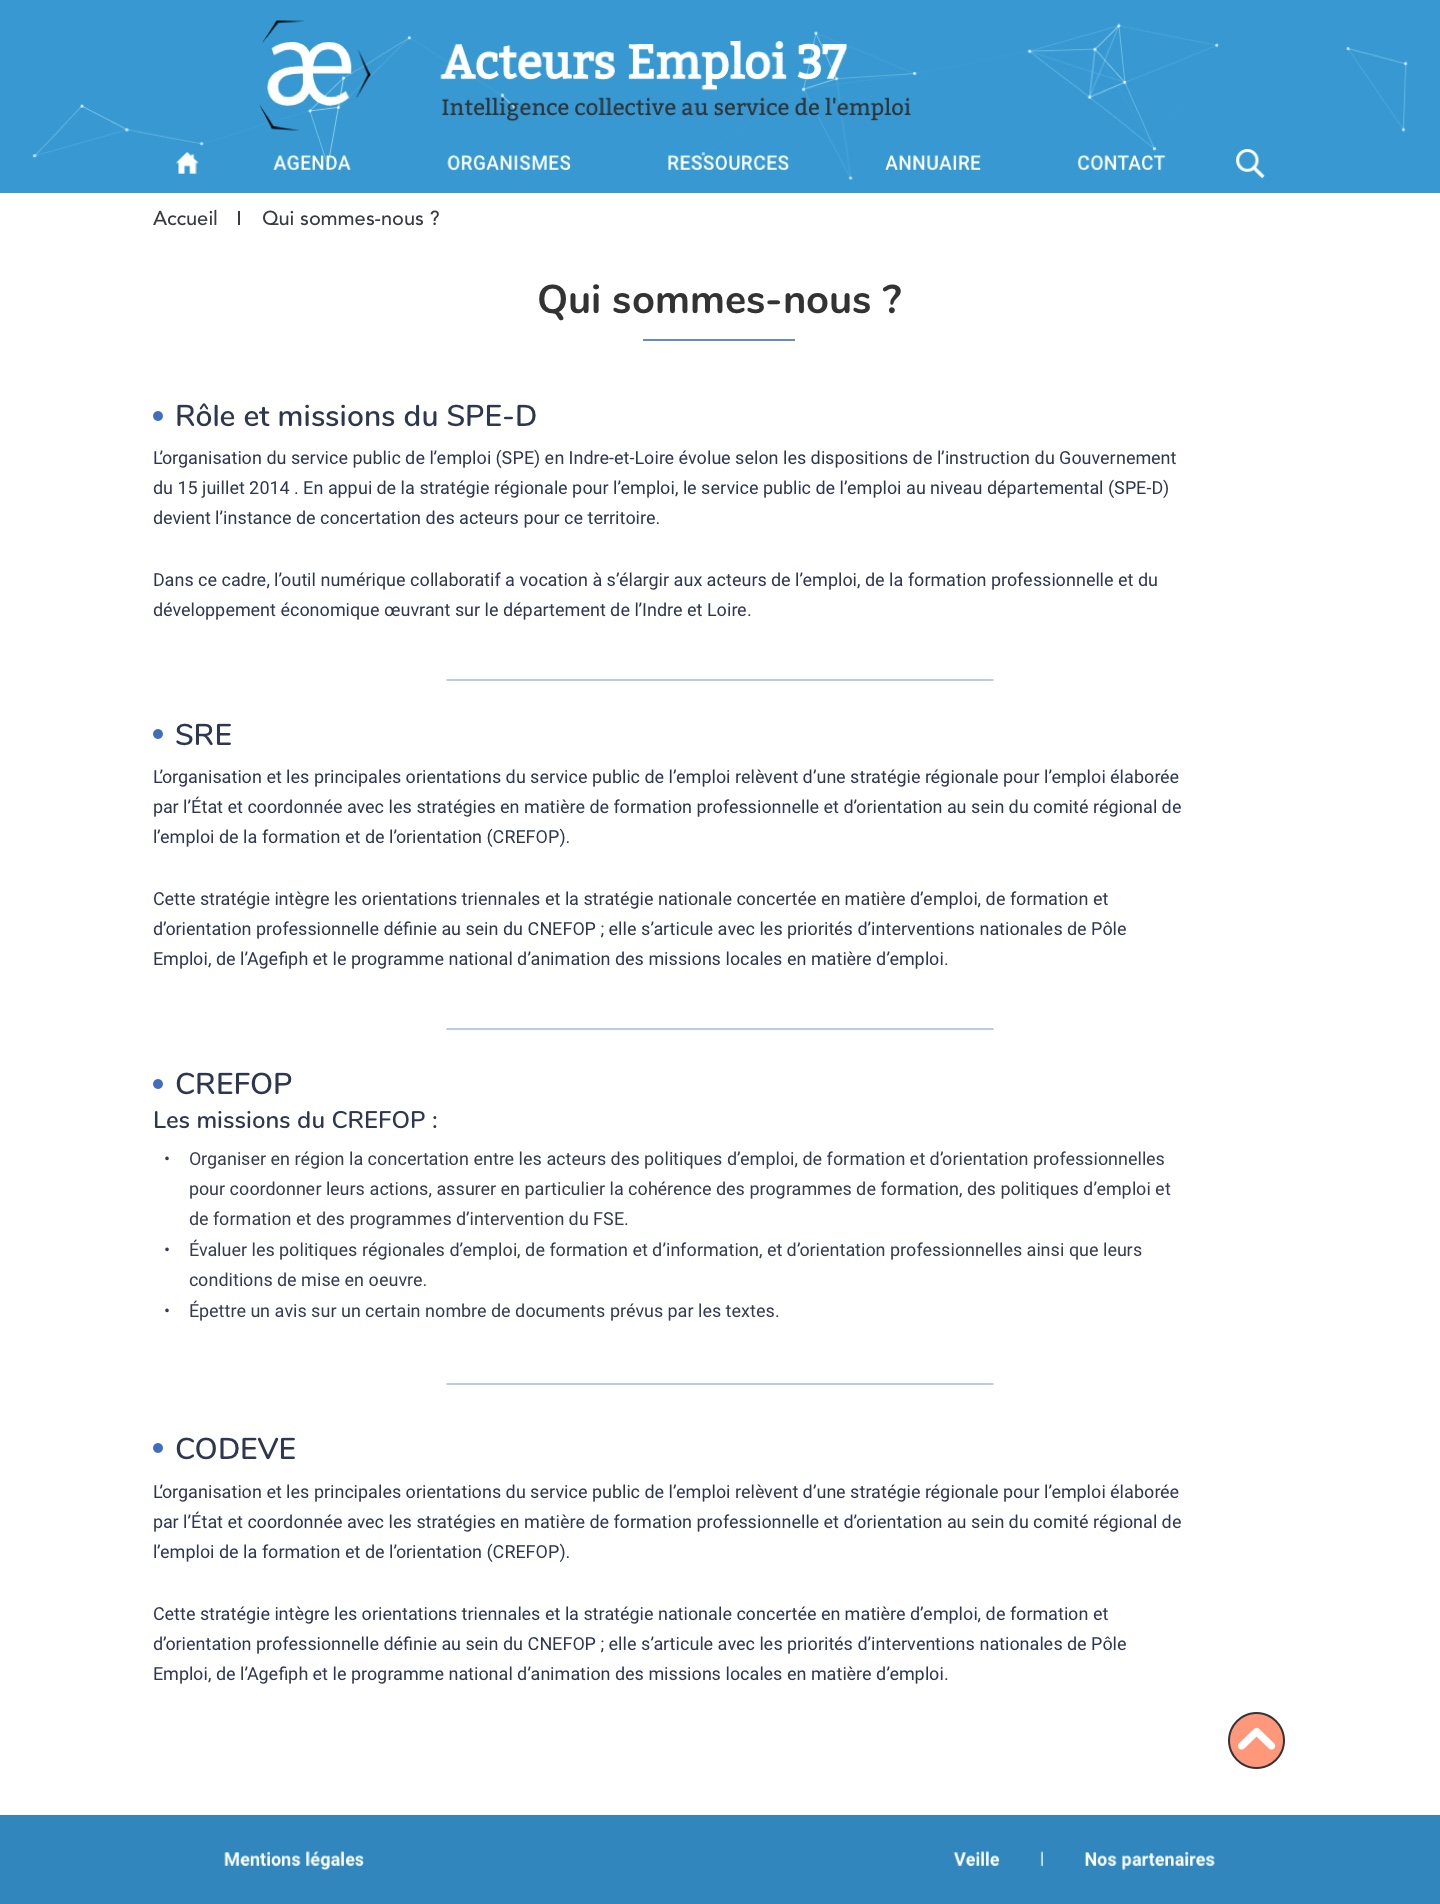 æ
Acteurs Emploi 37
Intelligence collective au service de l'emploi
AGENDA ORGANISMES RESSOURCES ANNUAIRE CONTACT
Accueil | Qui sommes-nous ?
Qui sommes-nous ?
• Rôle et missions du SPE-D
L’organisation du service public de l’emploi (SPE) en Indre-et-Loire évolue selon les dispositions de l’instruction du Gouvernement
du 15 juillet 2014 . En appui de la stratégie régionale pour l’emploi, le service public de l’emploi au niveau départemental (SPE-D)
devient l’instance de concertation des acteurs pour ce territoire.
Dans ce cadre, l’outil numérique collaboratif a vocation à s’élargir aux acteurs de l’emploi, de la formation professionnelle et du
développement économique œuvrant sur le département de l’Indre et Loire.
• SRE
L’organisation et les principales orientations du service public de l’emploi relèvent d’une stratégie régionale pour l’emploi élaborée
par l’État et coordonnée avec les stratégies en matière de formation professionnelle et d’orientation au sein du comité régional de
l’emploi de la formation et de l’orientation (CREFOP).
Cette stratégie intègre les orientations triennales et la stratégie nationale concertée en matière d’emploi, de formation et
d’orientation professionnelle définie au sein du CNEFOP ; elle s’articule avec les priorités d’interventions nationales de Pôle
Emploi, de l’Agefiph et le programme national d’animation des missions locales en matière d’emploi.
• CREFOP
Les missions du CREFOP :
• Organiser en région la concertation entre les acteurs des politiques d’emploi, de formation et d’orientation professionnelles
pour coordonner leurs actions, assurer en particulier la cohérence des programmes de formation, des politiques d’emploi et
de formation et des programmes d’intervention du FSE.
• Évaluer les politiques régionales d’emploi, de formation et d’information, et d’orientation professionnelles ainsi que leurs
conditions de mise en oeuvre.
• Épettre un avis sur un certain nombre de documents prévus par les textes.
• CODEVE
L’organisation et les principales orientations du service public de l’emploi relèvent d’une stratégie régionale pour l’emploi élaborée
par l’État et coordonnée avec les stratégies en matière de formation professionnelle et d’orientation au sein du comité régional de
l’emploi de la formation et de l’orientation (CREFOP).
Cette stratégie intègre les orientations triennales et la stratégie nationale concertée en matière d’emploi, de formation et
d’orientation professionnelle définie au sein du CNEFOP ; elle s’articule avec les priorités d’interventions nationales de Pôle
Emploi, de l’Agefiph et le programme national d’animation des missions locales en matière d’emploi.
Mentions légales Veille | Nos partenaires